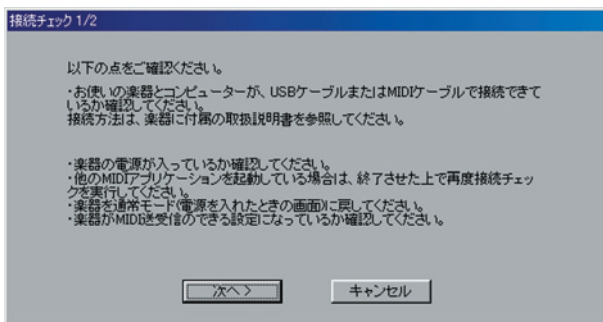 接続チェック 1/2
以下の点をご確認ください。
・お使いの楽器とコンピューターが、USBケーブルまたはMIDIケーブルで接続できて
いるか確認してください。
接続方法は、楽器に付属の取扱説明書を参照してください。
・楽器の電源が入っているか確認してください。
・他のMIDIアプリケーションを起動している場合は、終了させた上で再度接続チェッ
クを実行してください。
・楽器を通常モード(電源を入れたときの画面)に戻してください。
・楽器がMIDI送受信のできる設定になっているか確認してください。
次へ >
キャンセル